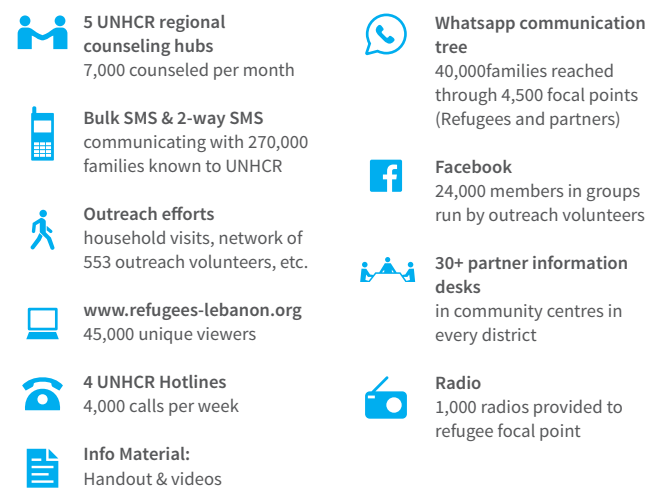 5 UNHCR regional
counseling hubs
7,000 counseled per month
Bulk SMS & 2-way SMS
communicating with 270,000
families known to UNHCR
Outreach efforts
household visits, network of
553 outreach volunteers, etc.
www.refugees-lebanon.org
45,000 unique viewers
4 UNHCR Hotlines
4,000 calls per week
Info Material:
Handout & videos
Whatsapp communication
tree
40,000families reached
through 4,500 focal points
(Refugees and partners)
Facebook
24,000 members in groups
run by outreach volunteers
30+ partner information
desks
in community centres in
every district
Radio
1,000 radios provided to
refugee focal point